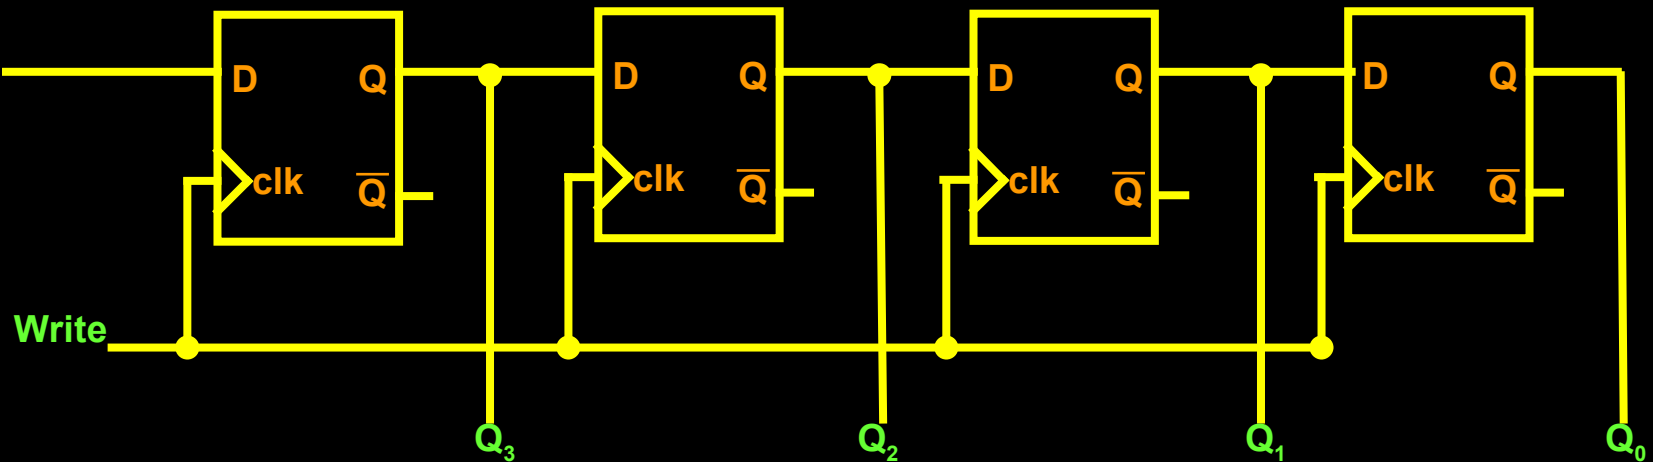 D Q D Q D Q D Q
clk Q̅ clk Q̅ clk Q̅ clk Q̅
Write
Q₃ Q₂ Q₁ Q₀